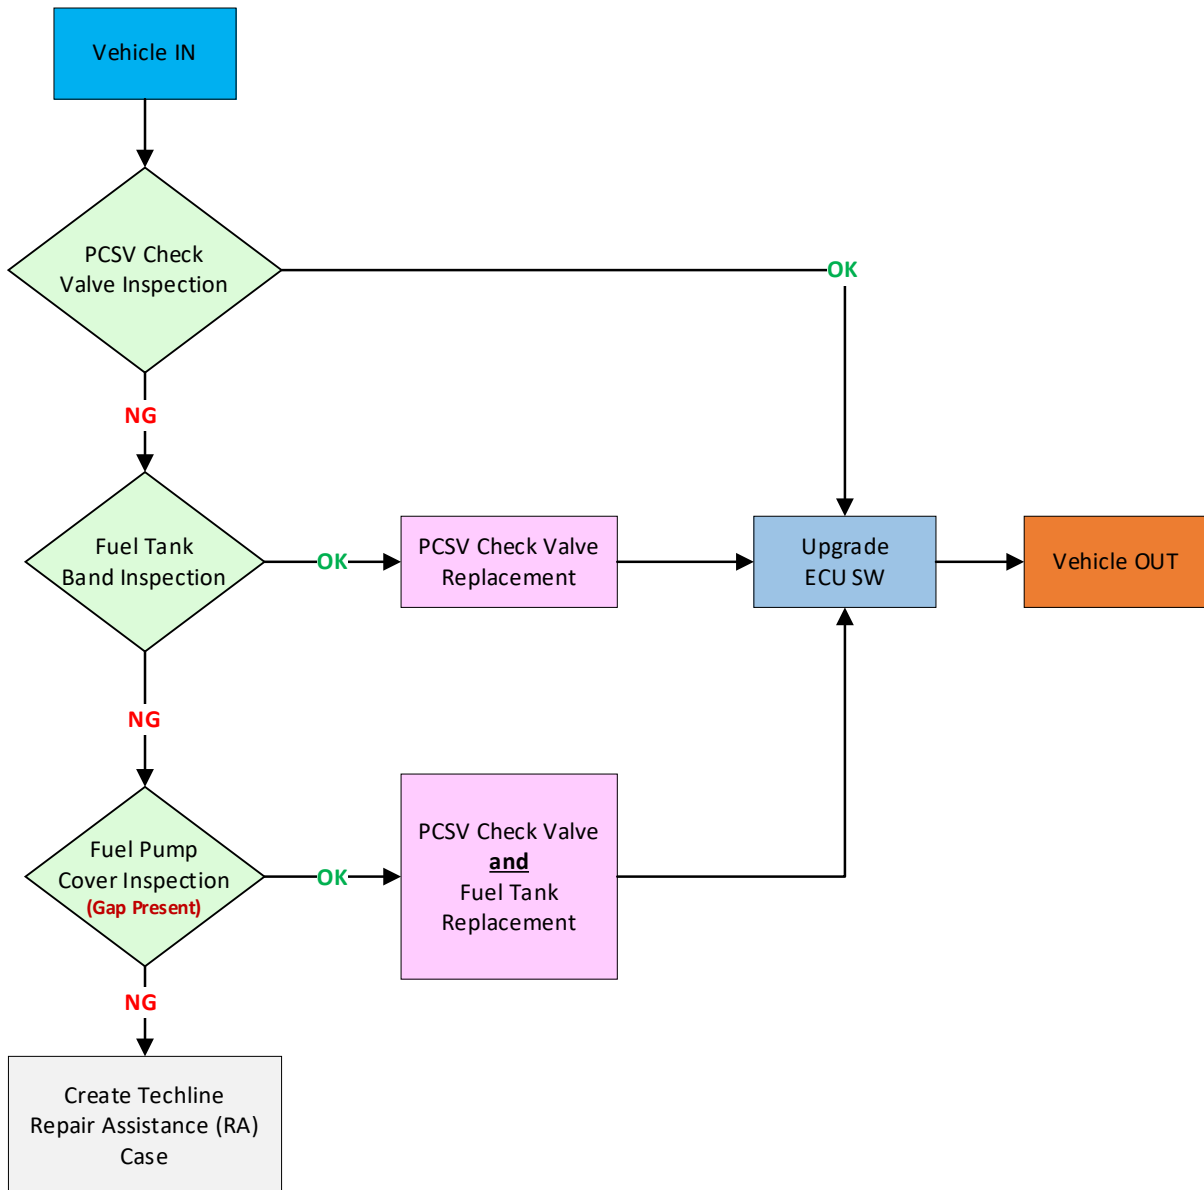 Vehicle IN
PCSV Check
Valve Inspection
OK
NG
Fuel Tank
Band Inspection
OK
PCSV Check Valve
Replacement
Upgrade
ECU SW
Vehicle OUT
NG
Fuel Pump
Cover Inspection
(Gap Present)
OK
PCSV Check Valve
and
Fuel Tank
Replacement
NG
Create Techline
Repair Assistance (RA)
Case